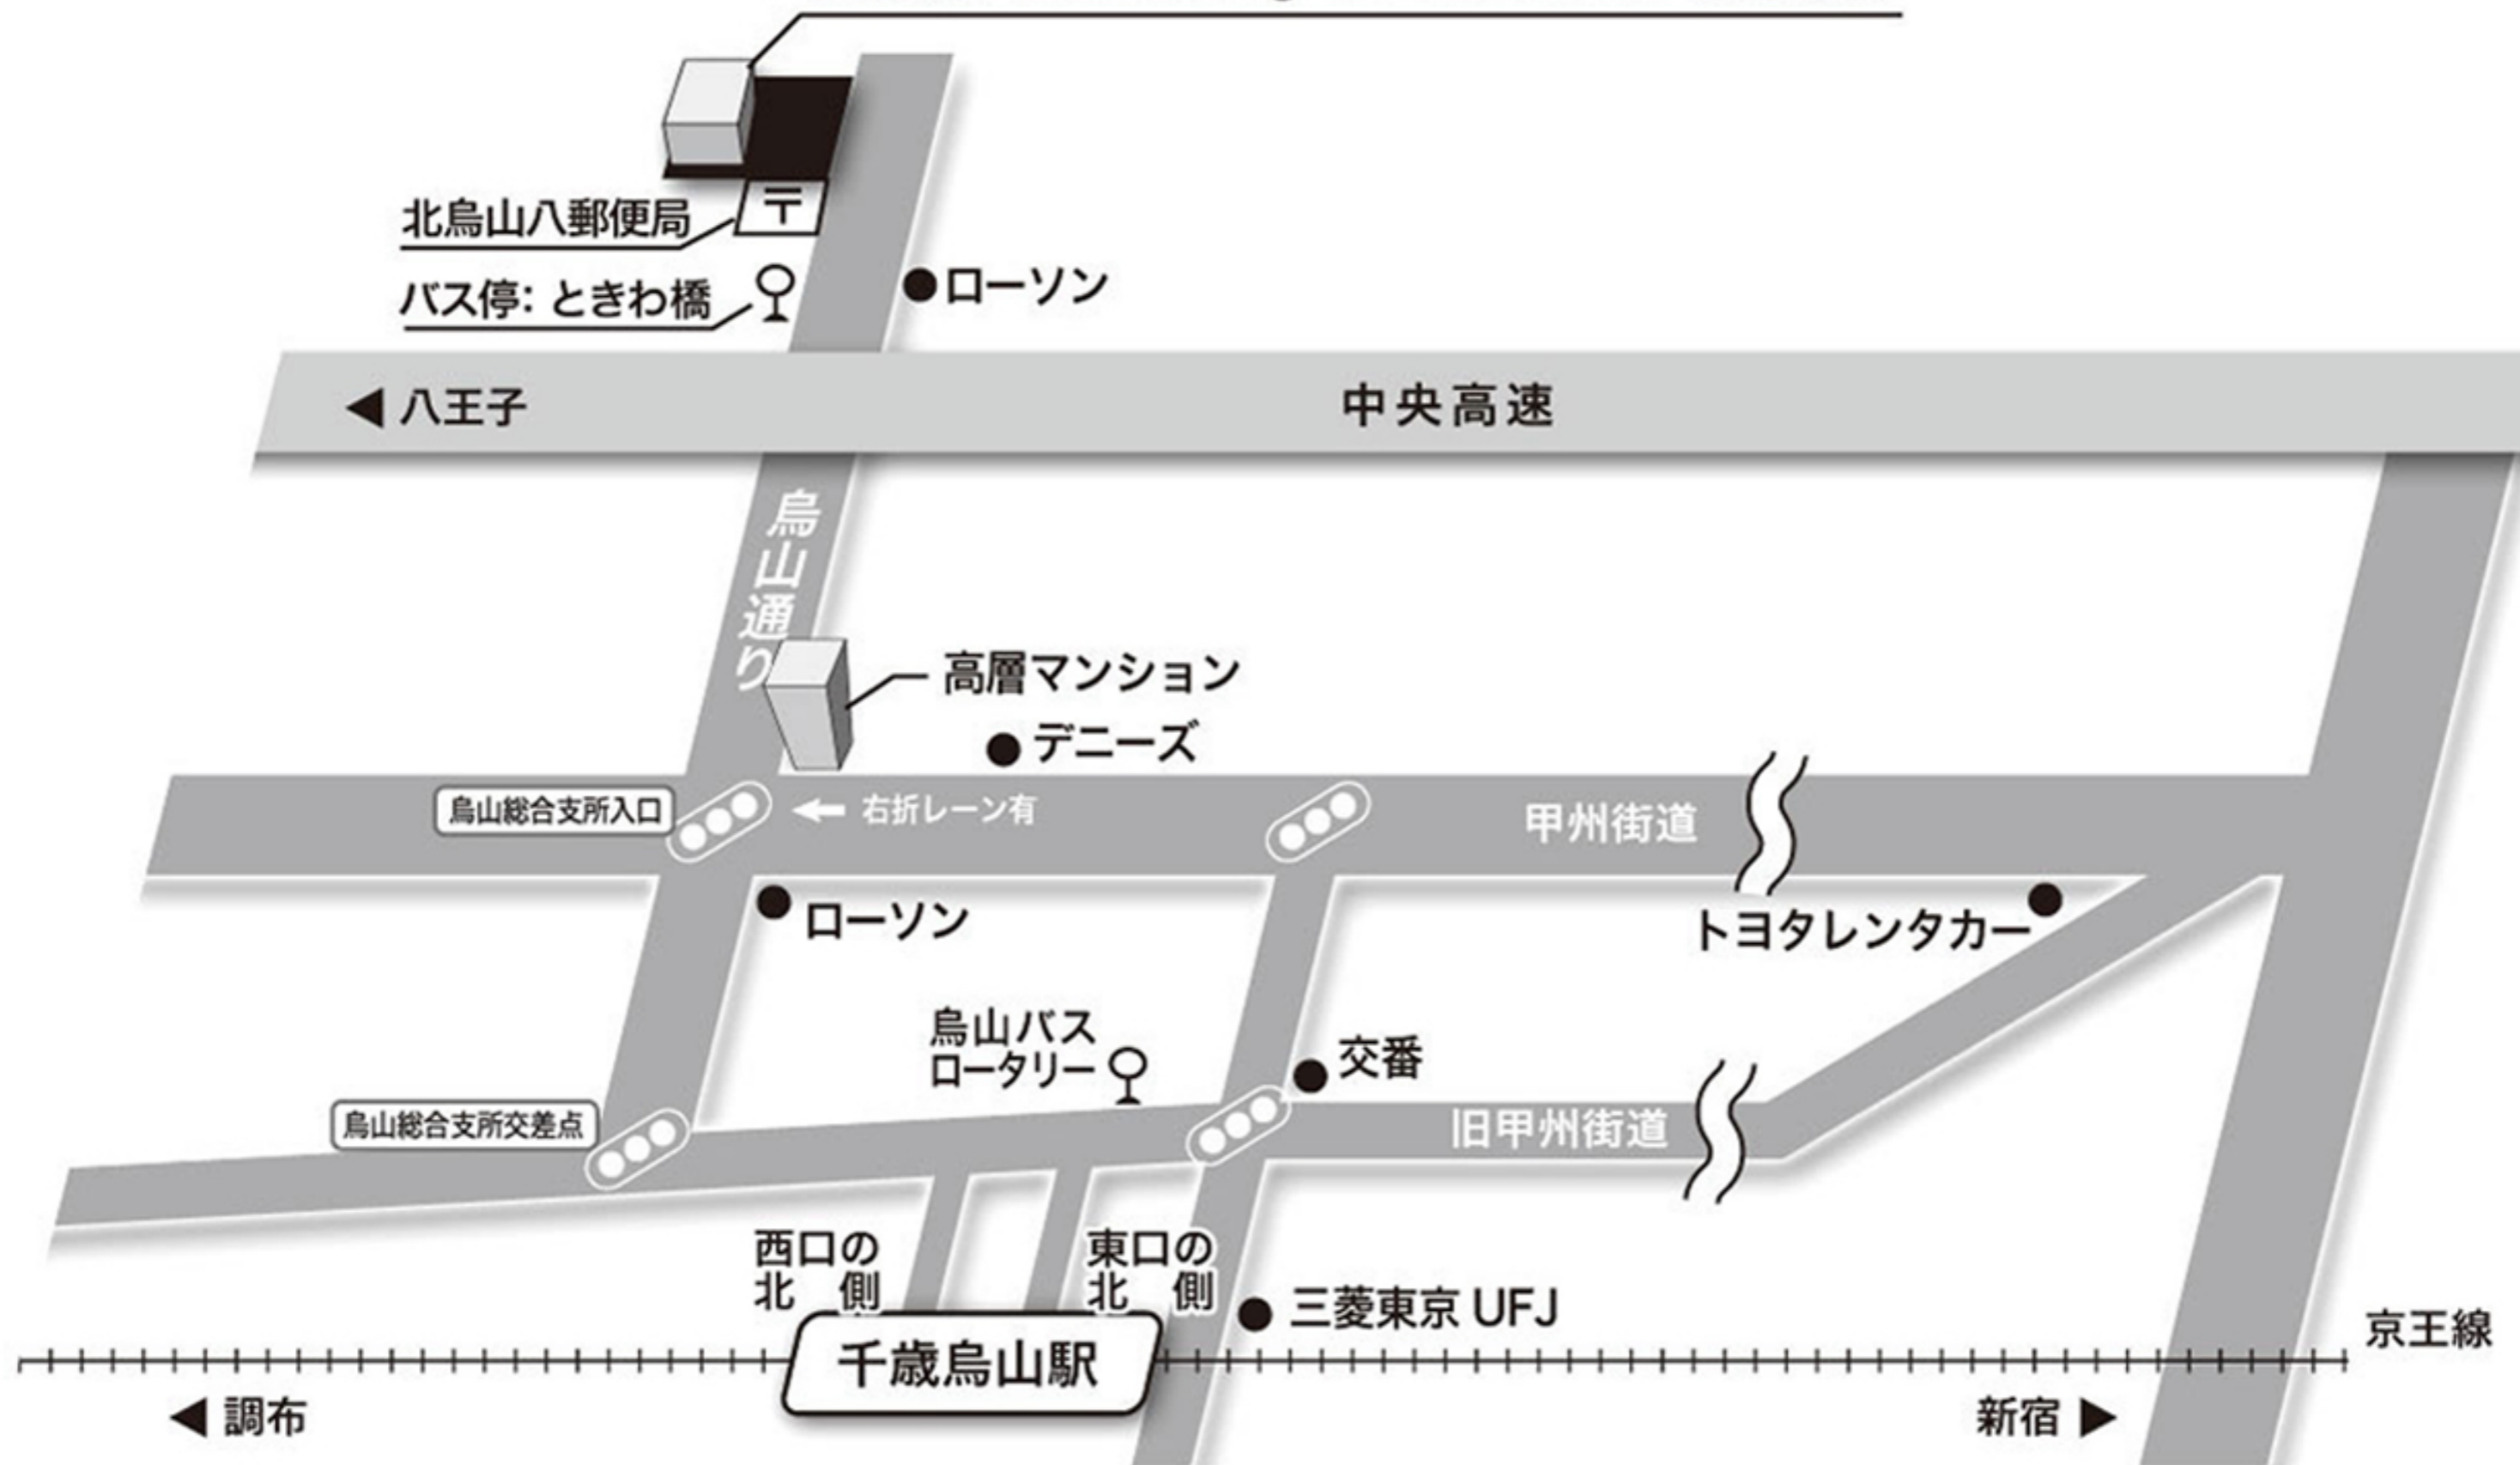 〒
北烏山八郵便局
バス停：ときわ橋
ローソン
◀ 八王子
中央高速
烏山通り
高層マンション
デニーズ
烏山総合支所入口
← 右折レーン有
甲州街道
ローソン
トヨタレンタカー
烏山バス
ロータリー
交番
烏山総合支所交差点
旧甲州街道
西口の
北 側
東口の
北 側
三菱東京 UFJ
京王線
千歳烏山駅
◀ 調布
新宿 ▶